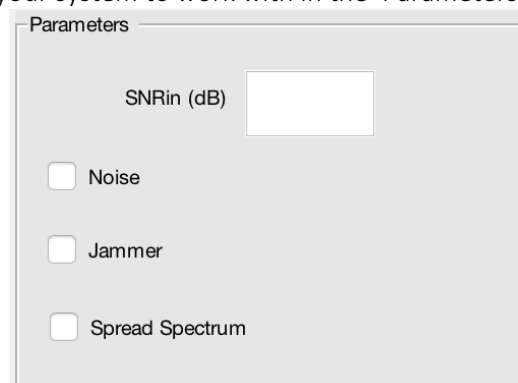 your system to work with in the Parameters
Parameters
SNRin (dB)
Noise
Jammer
Spread Spectrum